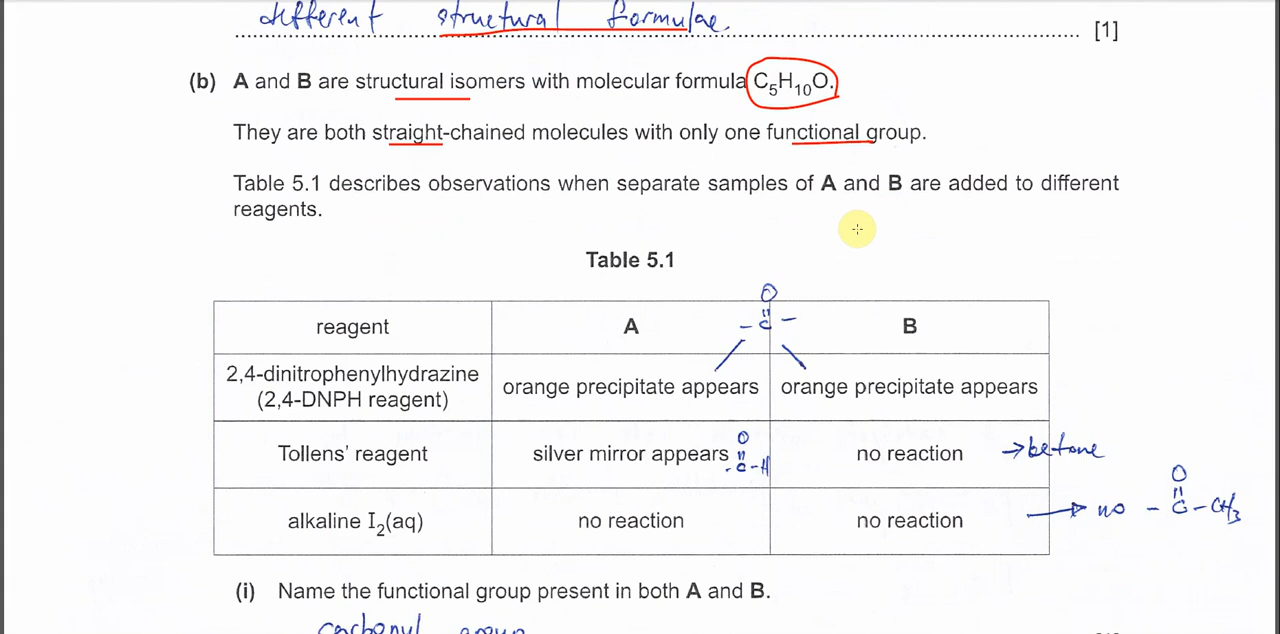 different structural formulae.
[1]
(b) A and B are structural isomers with molecular formula C5H10O.
They are both straight-chained molecules with only one functional group.
Table 5.1 describes observations when separate samples of A and B are added to different
reagents.
Table 5.1
O
reagent A - C - B
2,4-dinitrophenylhydrazine
(2,4-DNPH reagent) orange precipitate appears orange precipitate appears
O
Tollens' reagent silver mirror appears - C - H no reaction → ketone
O
alkaline I2(aq) no reaction no reaction → no - C - CH3
(i) Name the functional group present in both A and B.
carbonyl group